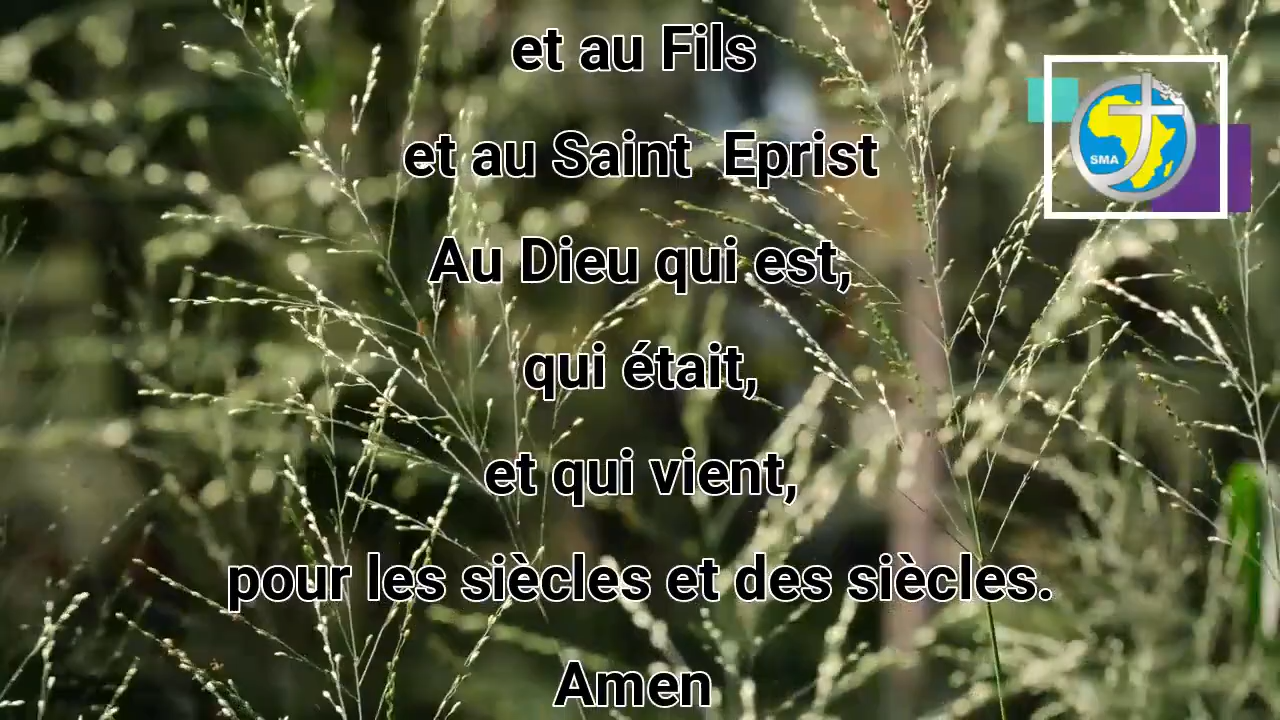 et au Fils
et au Saint  Eprist
SMA
Au Dieu qui est,
qui était,
et qui vient,
pour les siècles et des siècles.
Amen